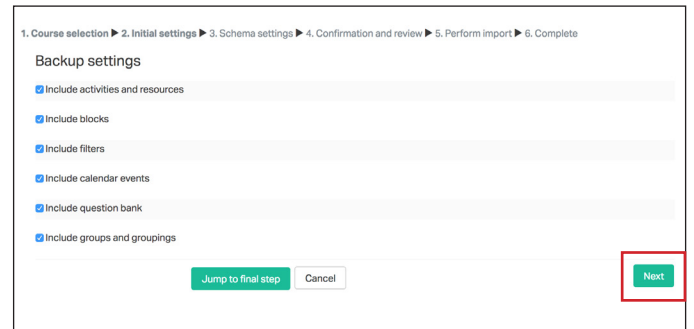 1. Course selection ▶ 2. Initial settings ▶ 3. Schema settings ▶ 4. Confirmation and review ▶ 5. Perform import ▶ 6. Complete
Backup settings
Include activities and resources
Include blocks
Include filters
Include calendar events
Include question bank
Include groups and groupings
Jump to final step Cancel Next